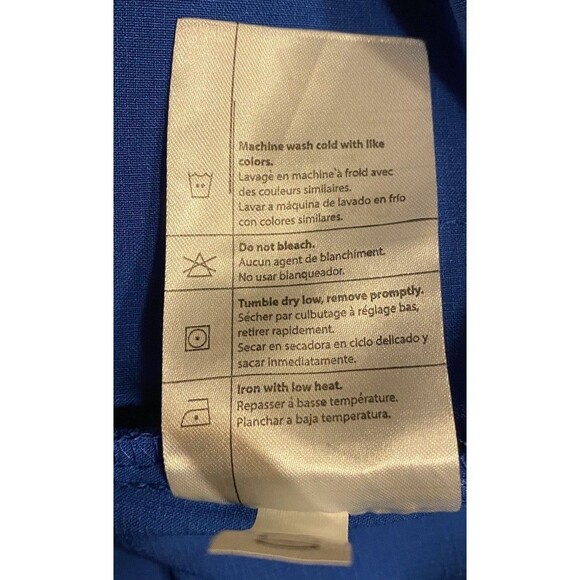 Machine wash cold with like
colors.
Lavage en machine à froid avec
des couleurs similaires.
Lavar a máquina de lavado en frío
con colores similares.
Do not bleach.
Aucun agent de blanchiment.
No usar blanqueador.
Tumble dry low, remove promptly.
Sécher par culbutage à réglage bas,
retirer rapidement.
Secar en secadora en ciclo delicado y
sacar inmediatamente.
Iron with low heat.
Repasser à basse température.
Planchar a baja temperatura.